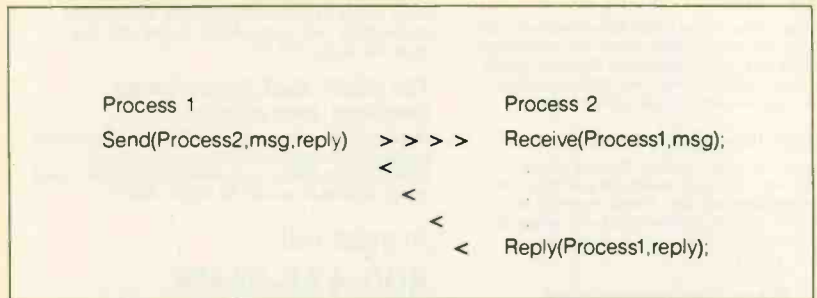 Process 1 Process 2
Send(Process2,msg,reply) > > > > Receive(Process1,msg);
<
<
<
< Reply(Process1,reply);